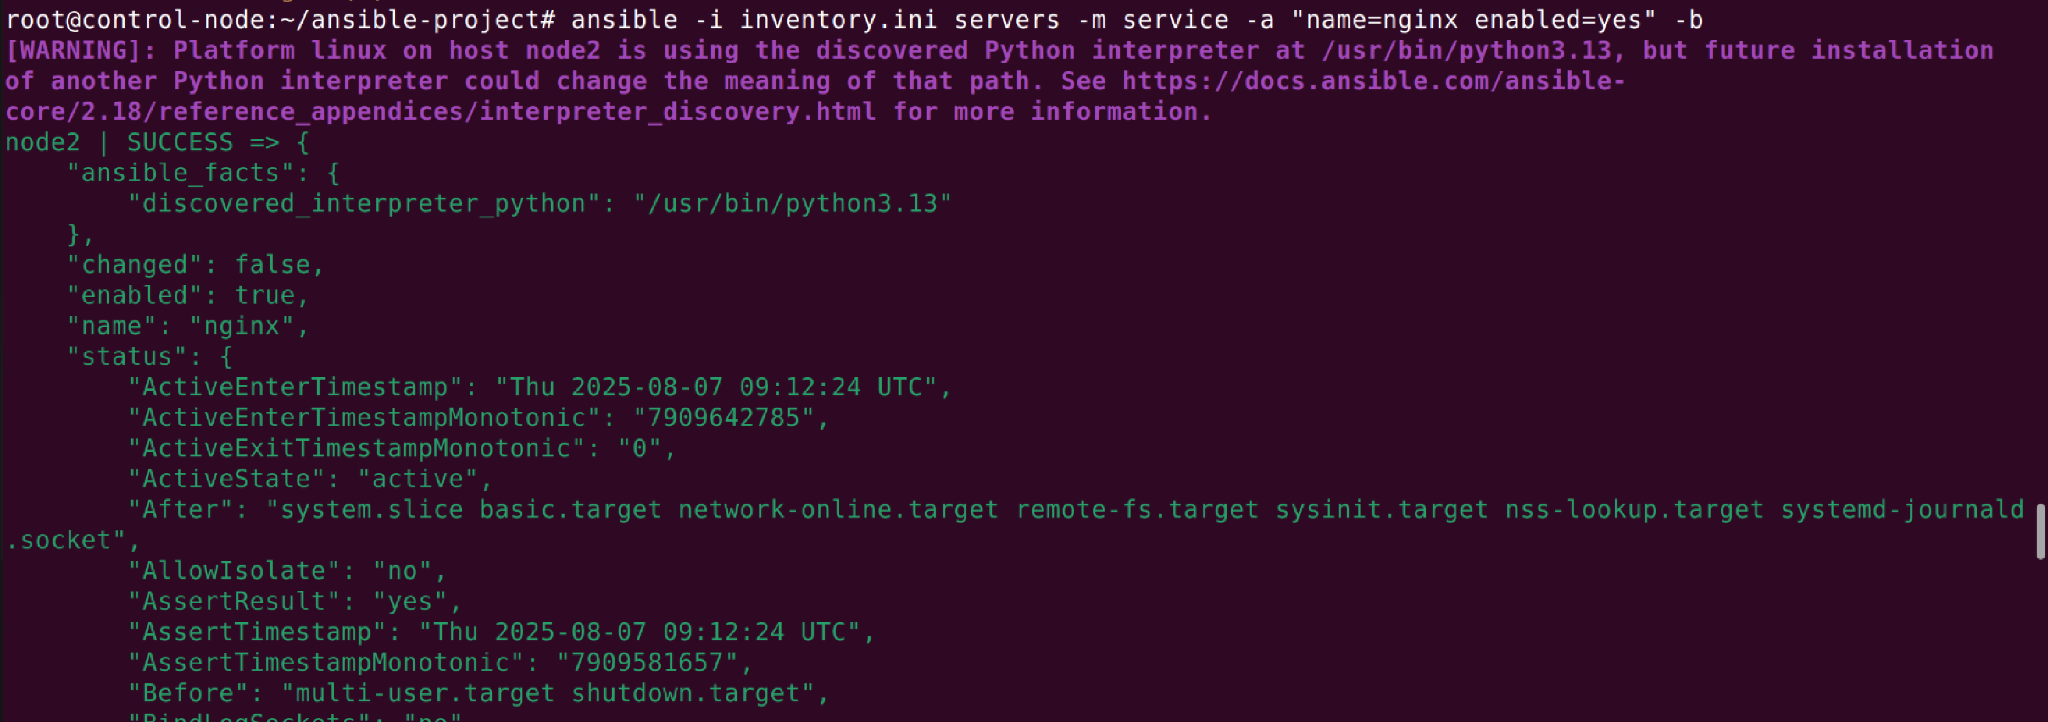 root@control-node:~/ansible-project# ansible -i inventory.ini servers -m service -a "name=nginx enabled=yes" -b
[WARNING]: Platform linux on host node2 is using the discovered Python interpreter at /usr/bin/python3.13, but future installation
of another Python interpreter could change the meaning of that path. See https://docs.ansible.com/ansible-
core/2.18/reference_appendices/interpreter_discovery.html for more information.
node2 | SUCCESS => {
    "ansible_facts": {
        "discovered_interpreter_python": "/usr/bin/python3.13"
    },
    "changed": false,
    "enabled": true,
    "name": "nginx",
    "status": {
        "ActiveEnterTimestamp": "Thu 2025-08-07 09:12:24 UTC",
        "ActiveEnterTimestampMonotonic": "7909642785",
        "ActiveExitTimestampMonotonic": "0",
        "ActiveState": "active",
        "After": "system.slice basic.target network-online.target remote-fs.target sysinit.target nss-lookup.target systemd-journald
.socket",
        "AllowIsolate": "no",
        "AssertResult": "yes",
        "AssertTimestamp": "Thu 2025-08-07 09:12:24 UTC",
        "AssertTimestampMonotonic": "7909581657",
        "Before": "multi-user.target shutdown.target",
        "BindLogSockets": "no"